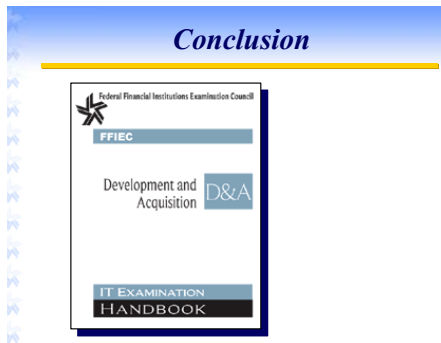 Conclusion
Federal Financial Institutions Examination Council
FFIEC
Development and
Acquisition
D&A
IT EXAMINATION
HANDBOOK